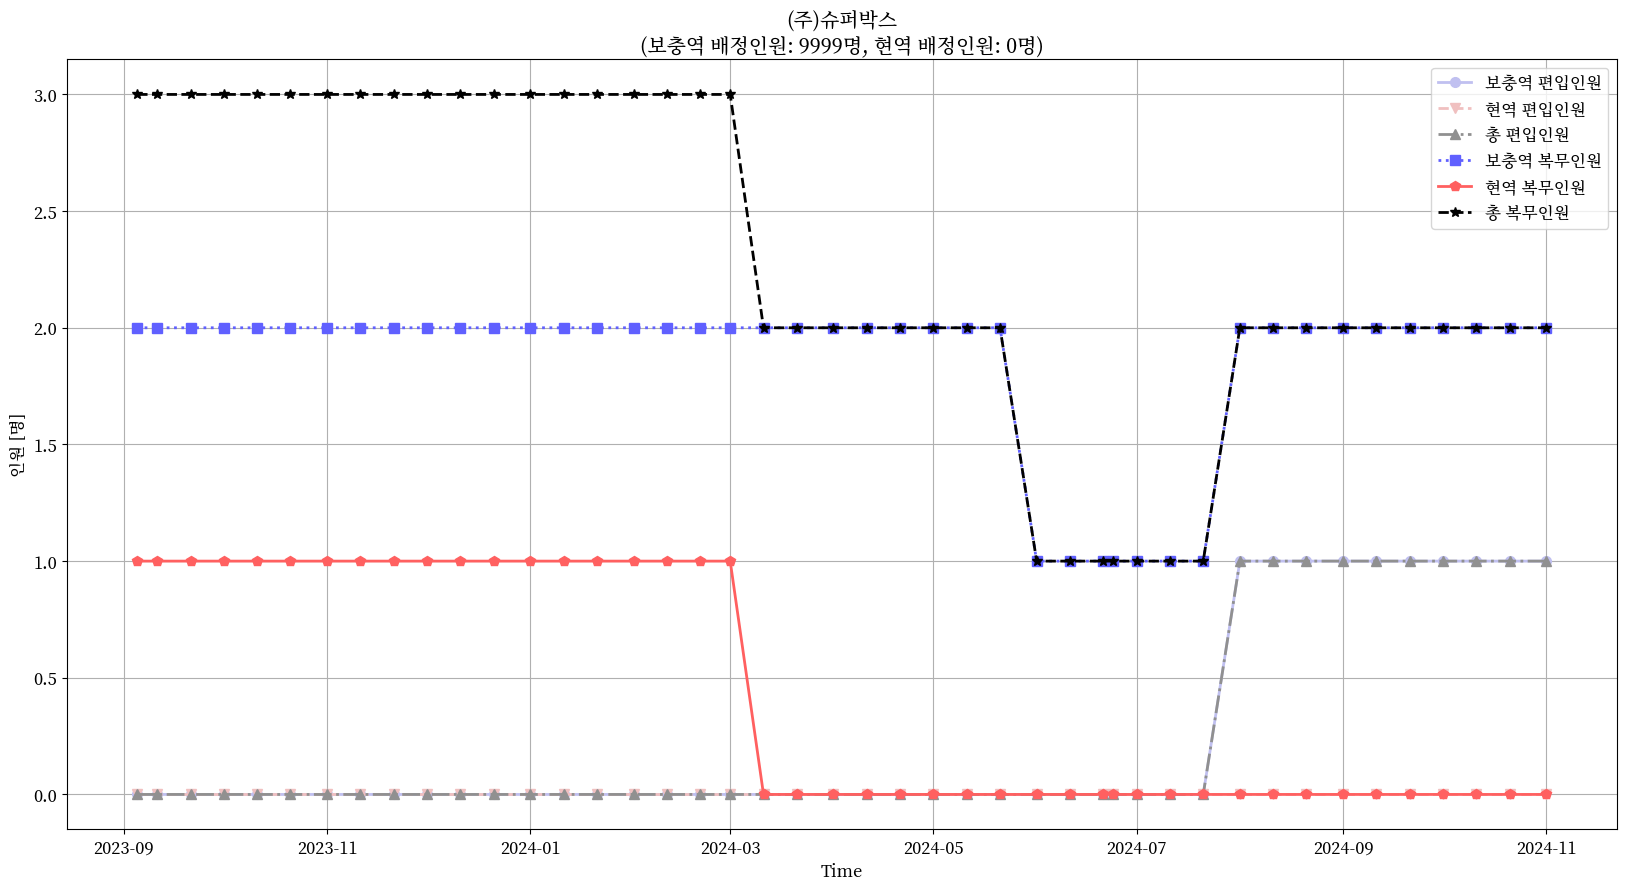 (주)슈퍼박스
(보충역 배정인원: 9999명, 현역 배정인원: 0명)
보충역 편입인원
현역 편입인원
총 편입인원
보충역 복무인원
현역 복무인원
총 복무인원
인원 [명]
3.0
2.5
2.0
1.5
1.0
0.5
0.0
2023-09 2023-11 2024-01 2024-03 2024-05 2024-07 2024-09 2024-11
Time